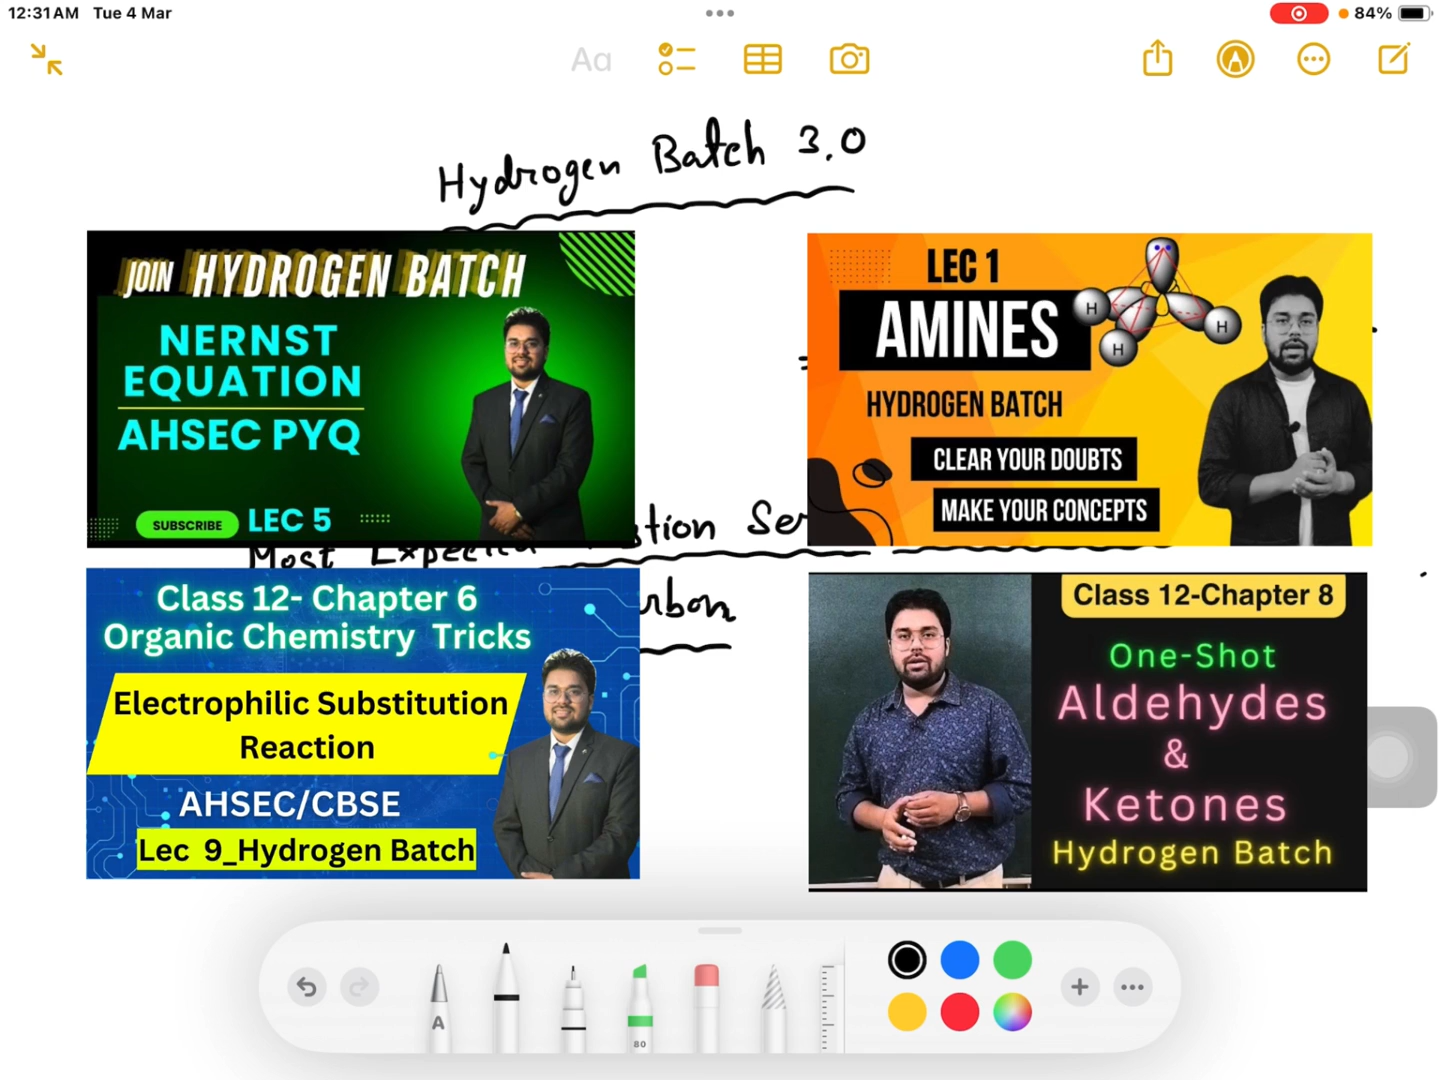 12:31 AM Tue 4 Mar
84%
Aa
Hydrogen Batch 3.0
JOIN HYDROGEN BATCH
NERNST
EQUATION
AHSEC PYQ
SUBSCRIBE LEC 5
LEC 1
AMINES
H
H
H
HYDROGEN BATCH
CLEAR YOUR DOUBTS
MAKE YOUR CONCEPTS
Most
Class 12- Chapter 6
Organic Chemistry Tricks
Electrophilic Substitution
Reaction
AHSEC/CBSE
Lec 9_Hydrogen Batch
Class 12-Chapter 8
One-Shot
Aldehydes
&
Ketones
Hydrogen Batch
A
80